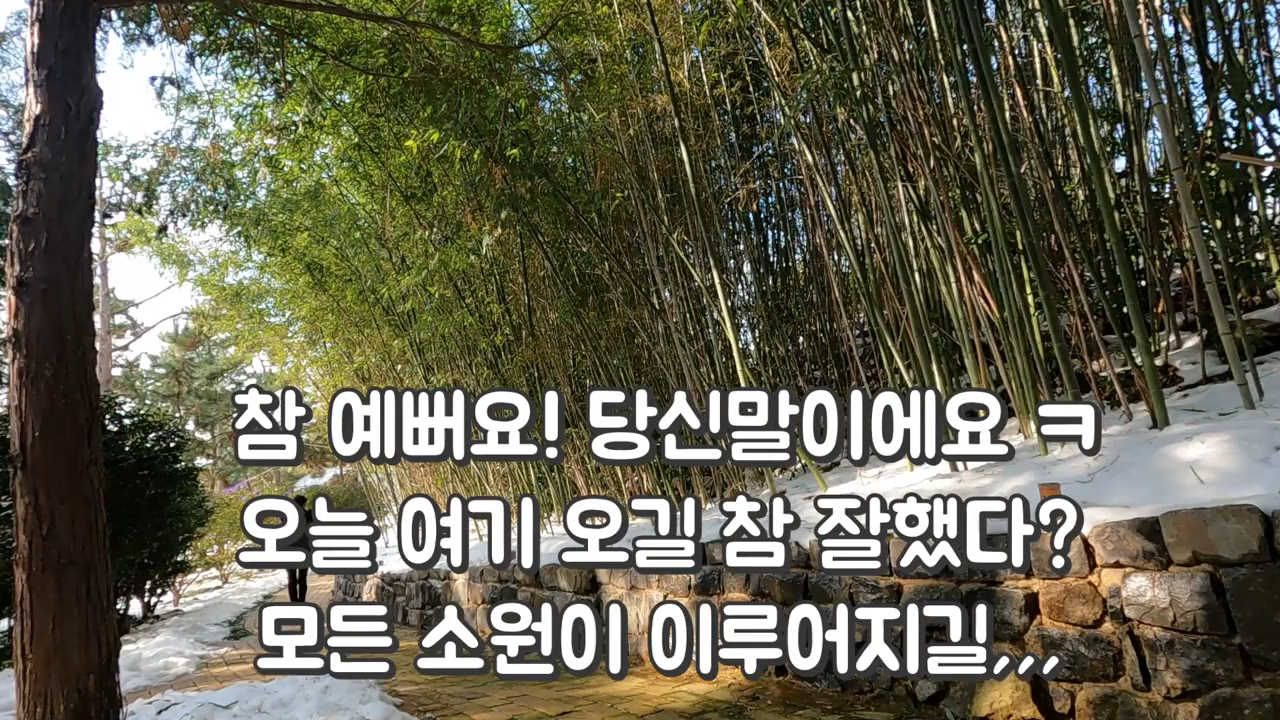 참 예뻐요! 당신말이에요 ㅋ
오늘 여기 오길 참 잘했다?
모든 소원이 이루어지길,,,